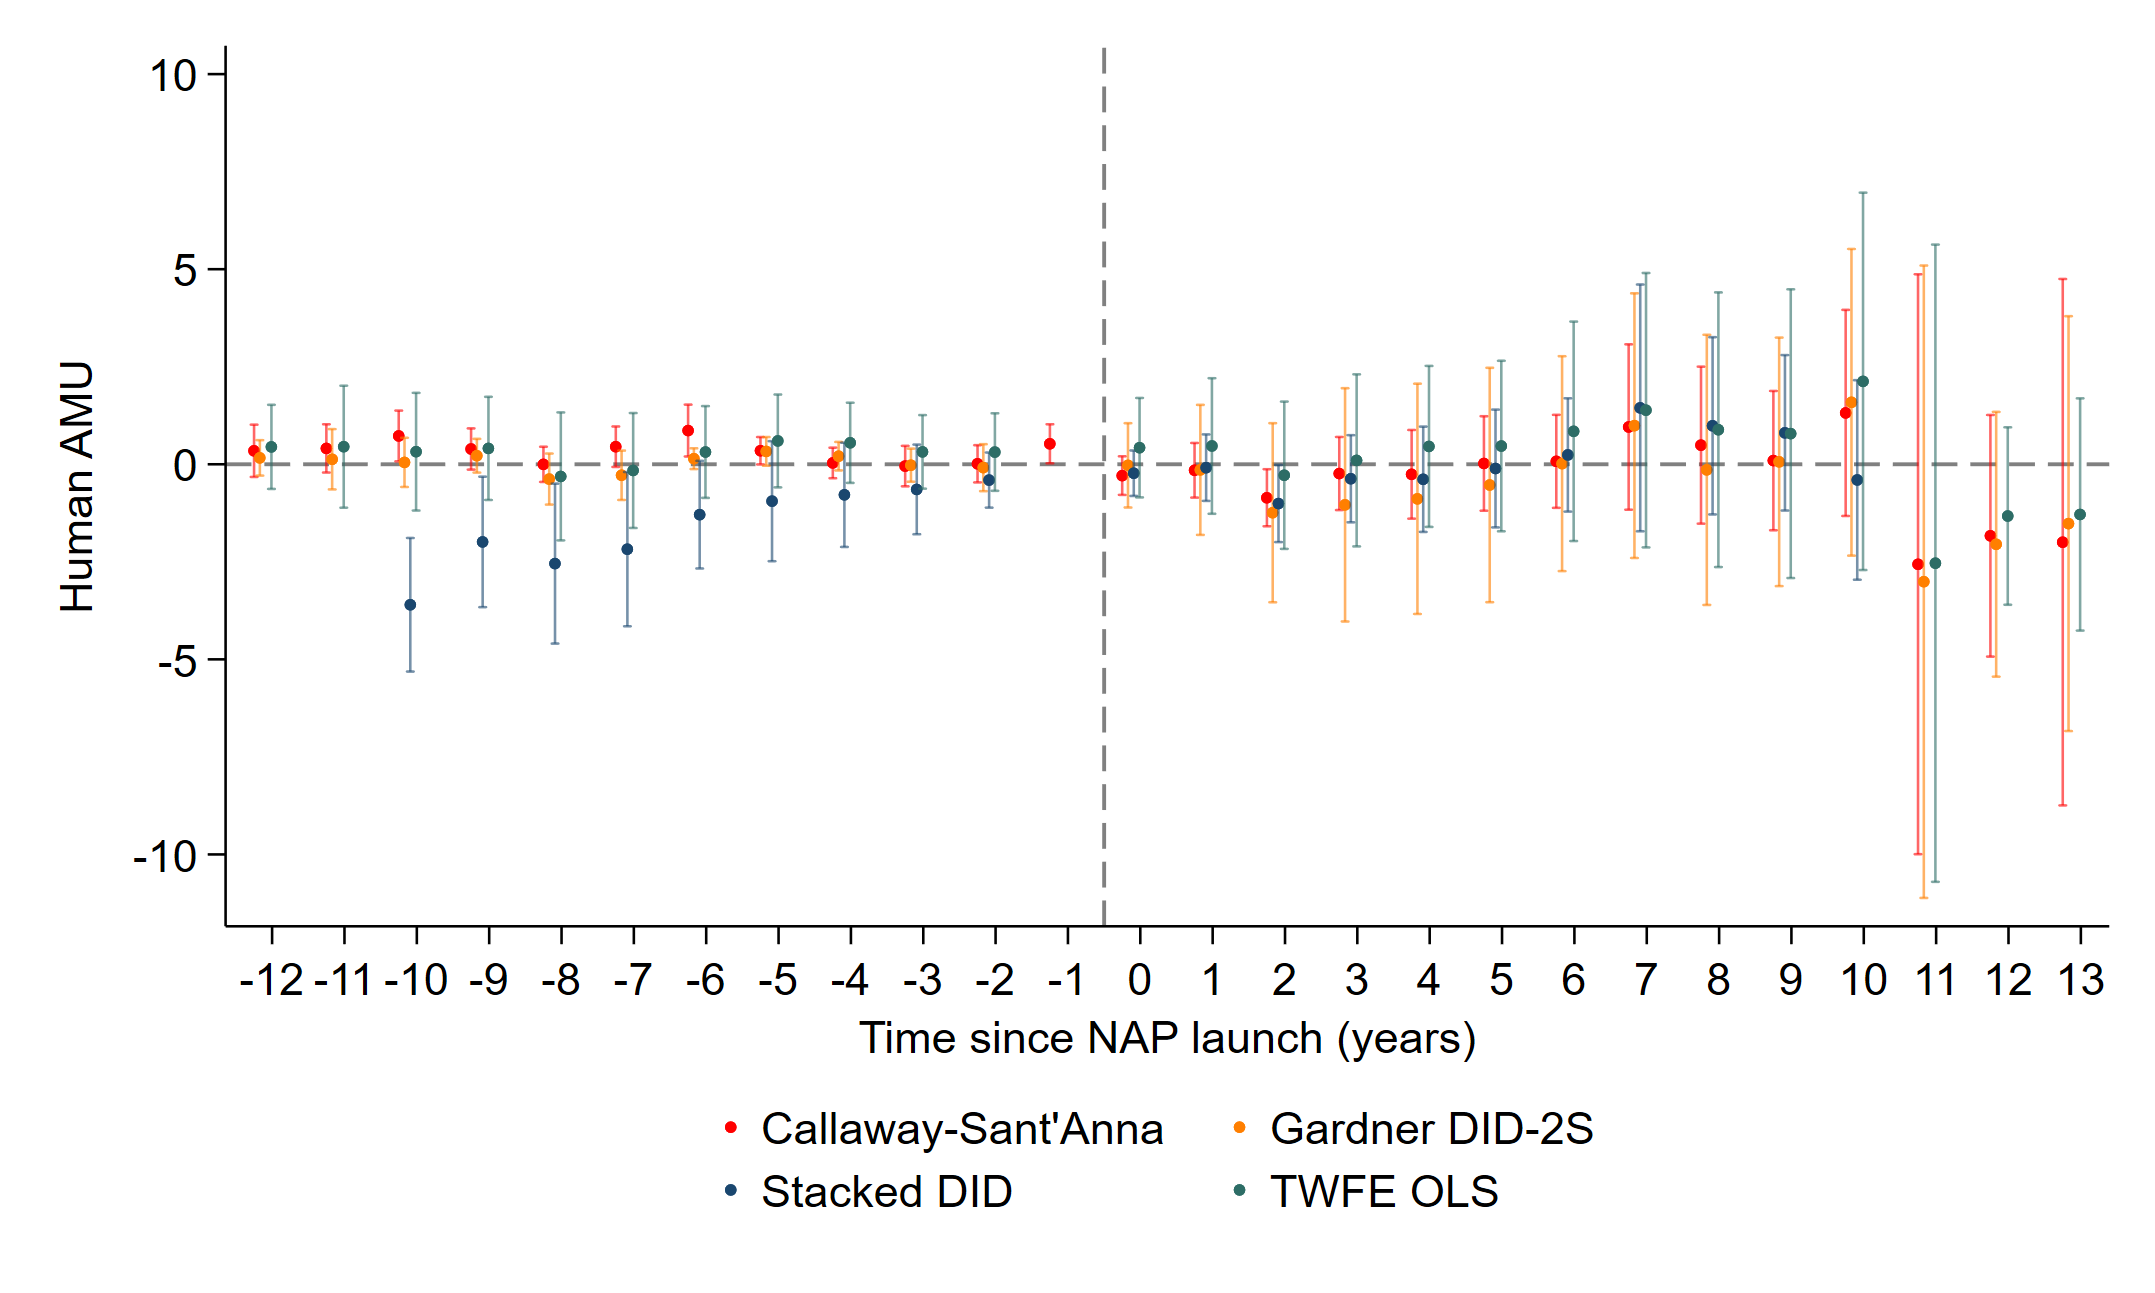 10
5
0
-5
-10
Human AMU
-12 -11 -10 -9 -8 -7 -6 -5 -4 -3 -2 -1 0 1 2 3 4 5 6 7 8 9 10 11 12 13
Time since NAP launch (years)
Callaway-Sant'Anna Gardner DID-2S
Stacked DID TWFE OLS